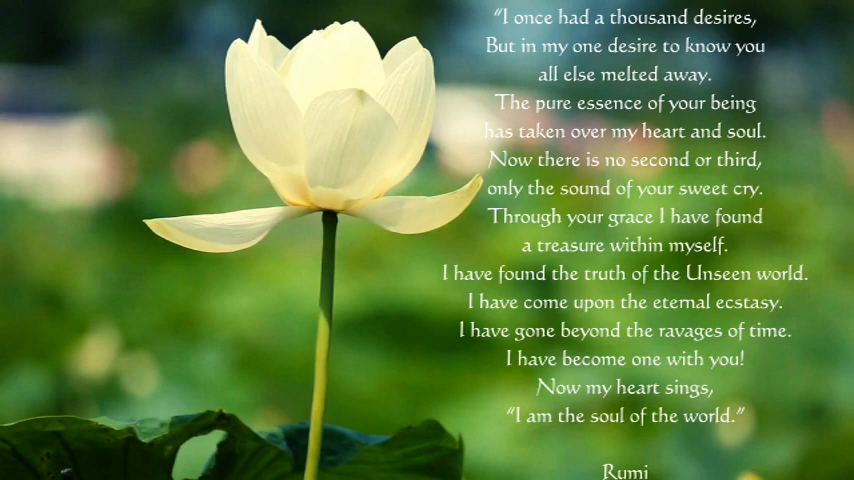 “I once had a thousand desires,
But in my one desire to know you
all else melted away.
The pure essence of your being
has taken over my heart and soul.
Now there is no second or third,
only the sound of your sweet cry.
Through your grace I have found
a treasure within myself.
I have found the truth of the Unseen world.
I have come upon the eternal ecstasy.
I have gone beyond the ravages of time.
I have become one with you!
Now my heart sings,
“I am the soul of the world.”
Rumi